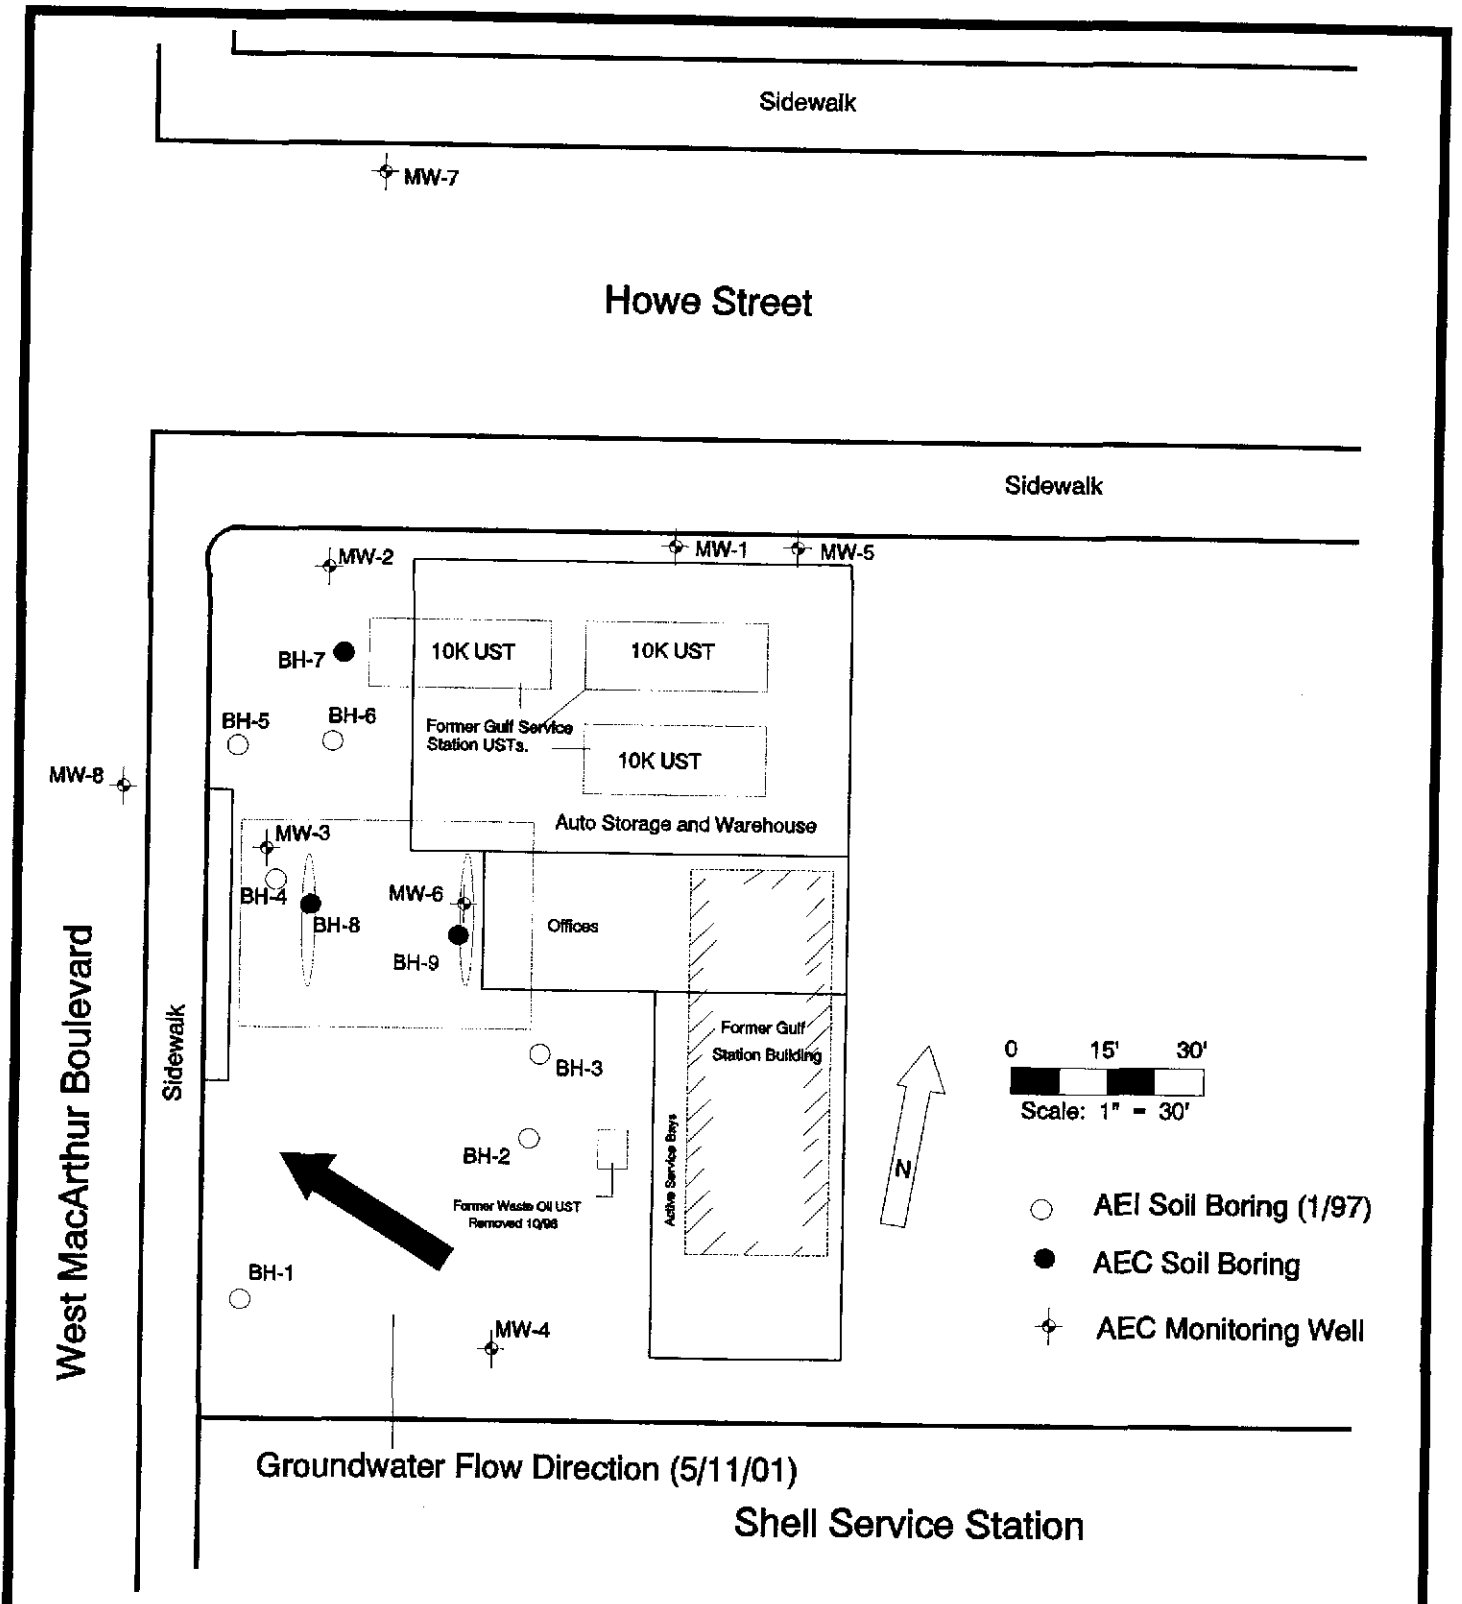 Sidewalk
MW-7
Howe Street
Sidewalk
MW-2
MW-1
MW-5
BH-7
10K UST
10K UST
BH-5
BH-6
Former Gulf Service
Station USTs.
10K UST
MW-8
Auto Storage and Warehouse
MW-3
BH-4
MW-6
BH-8
Offices
BH-9
West MacArthur Boulevard
Sidewalk
Former Gulf
Station Building
0 15' 30'
Scale: 1" = 30'
BH-3
BH-2
Active Service Bays
N
Former Waste Oil UST
Removed 10/96
AEI Soil Boring (1/97)
AEC Soil Boring
AEC Monitoring Well
BH-1
MW-4
Groundwater Flow Direction (5/11/01)
Shell Service Station